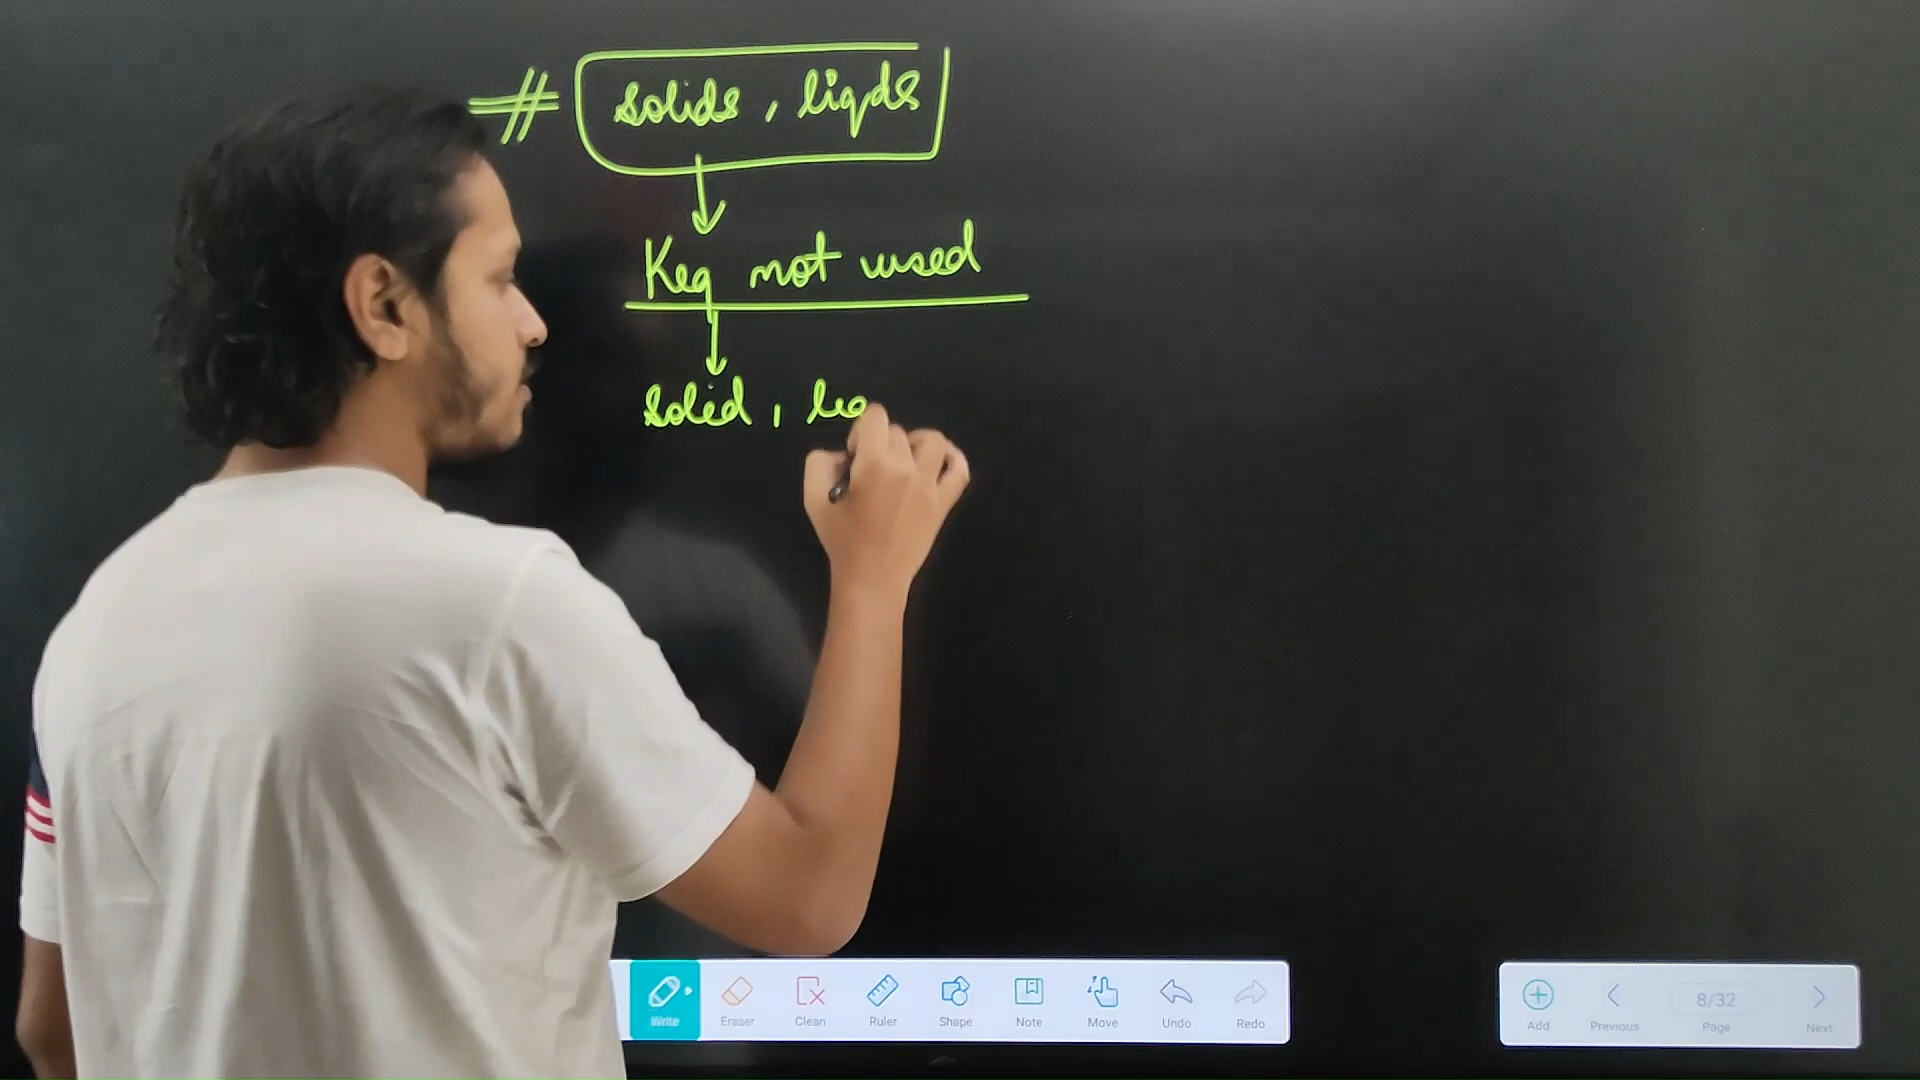 # solids, liqds
Keq not used
solid, liq
Write
Eraser
Clean
Ruler
Shape
Note
Move
Undo
Redo
Add
Previous
8/32
Page
Next